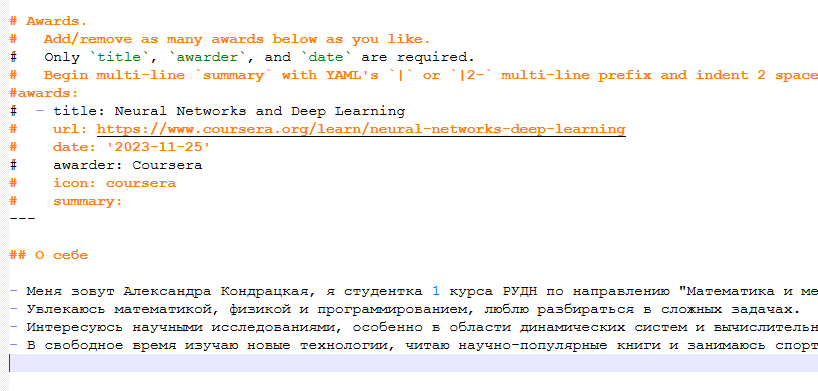 # Awards.
#   Add/remove as many awards below as you like.
#   Only `title`, `awarder`, and `date` are required.
#   Begin multi-line `summary` with YAML's `|` or `|2-` multi-line prefix and indent 2 space
#awards:
#  - title: Neural Networks and Deep Learning
#    url: https://www.coursera.org/learn/neural-networks-deep-learning
#    date: '2023-11-25'
#    awarder: Coursera
#    icon: coursera
#    summary:
---
## О себе
- Меня зовут Александра Кондрацкая, я студентка 1 курса РУДН по направлению "Математика и ме
- Увлекаюсь математикой, физикой и программированием, люблю разбираться в сложных задачах.
- Интересуюсь научными исследованиями, особенно в области динамических систем и вычислительн
- В свободное время изучаю новые технологии, читаю научно-популярные книги и занимаюсь спорт